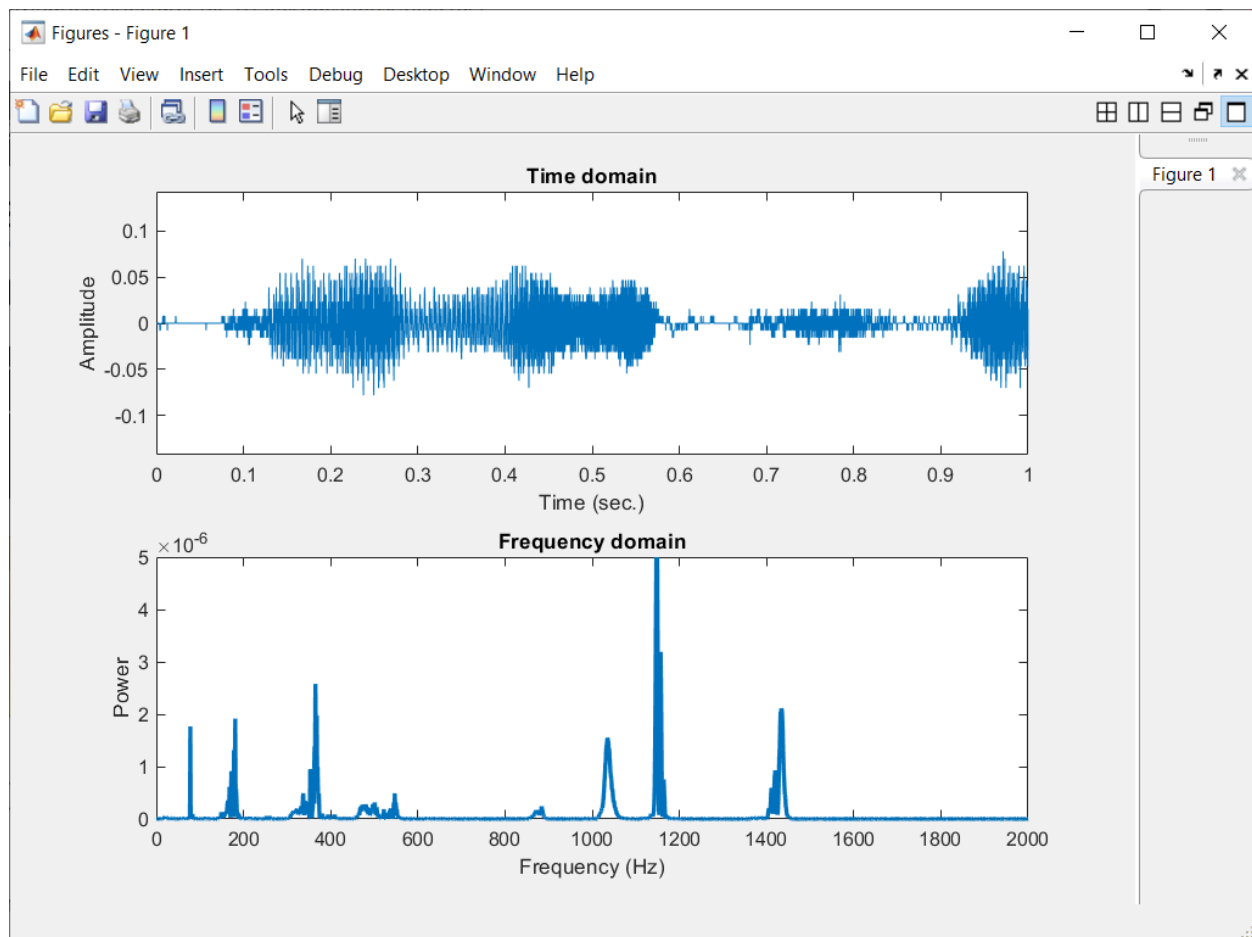 Figures - Figure 1
File Edit View Insert Tools Debug Desktop Window Help
Figure 1
Time domain
0.1
0.05
0
-0.05
-0.1
Amplitude
0 0.1 0.2 0.3 0.4 0.5 0.6 0.7 0.8 0.9 1
Time (sec.)
×10⁻⁶
Frequency domain
5
4
3
2
1
0
Power
0 200 400 600 800 1000 1200 1400 1600 1800 2000
Frequency (Hz)